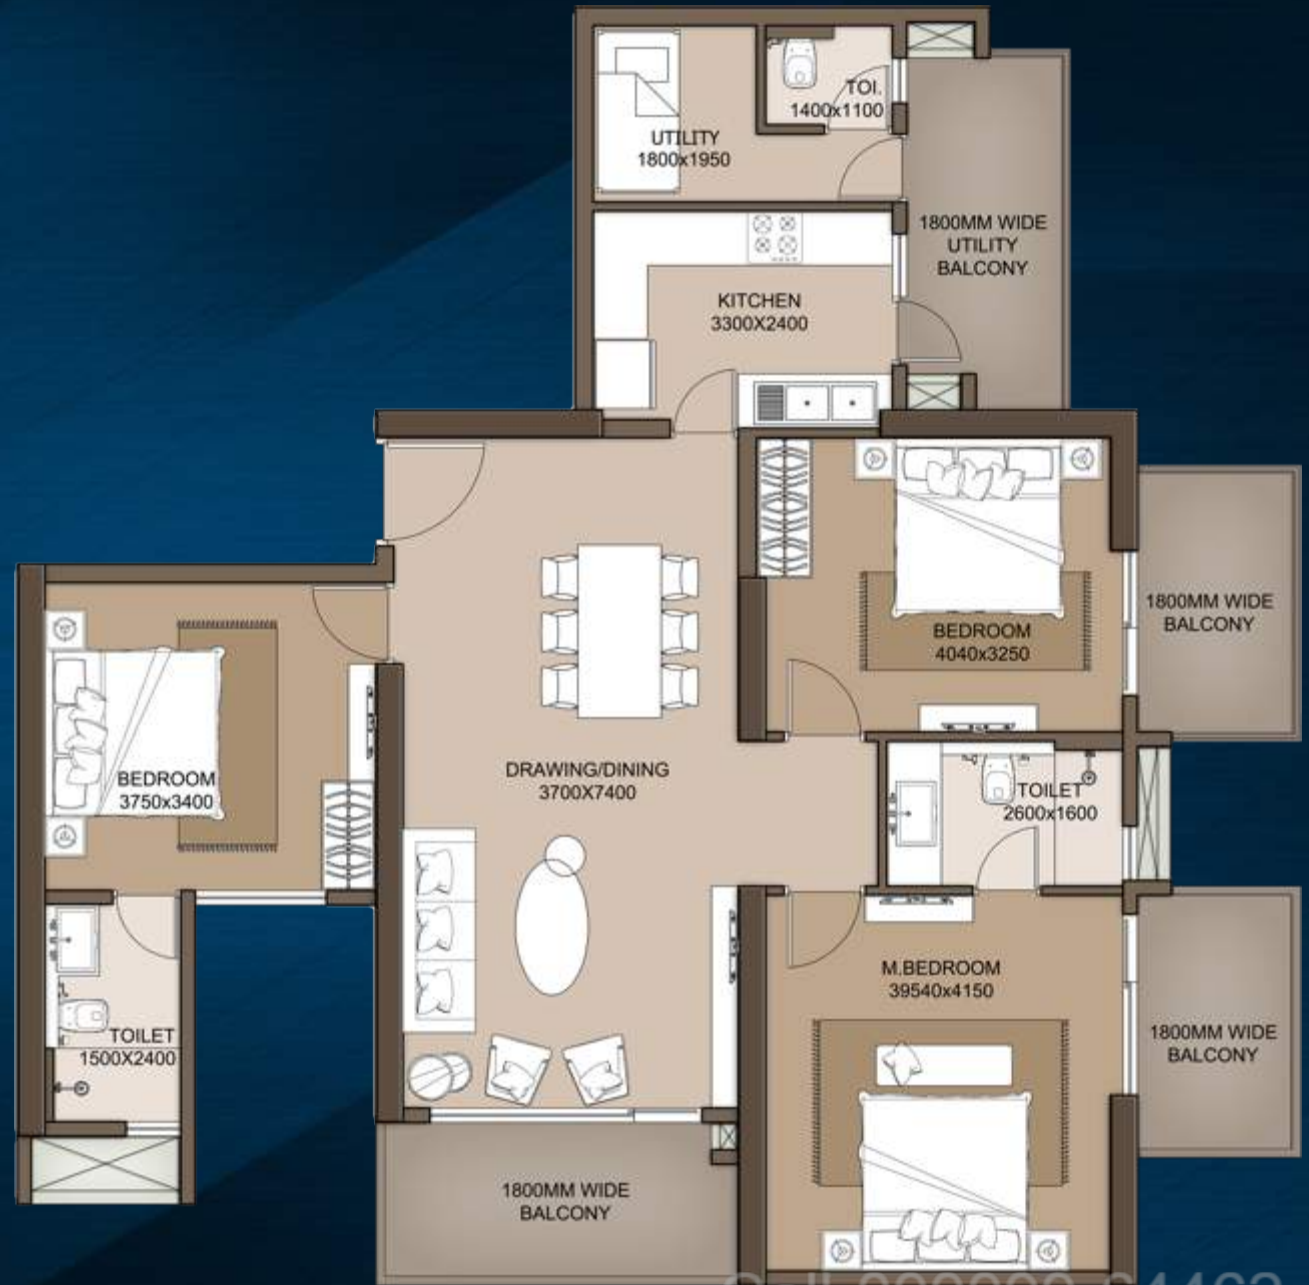 TOI.
1400x1100
UTILITY
1800x1950
1800MM WIDE
UTILITY
BALCONY
KITCHEN
3300X2400
1800MM WIDE
BALCONY
BEDROOM
4040x3250
BEDROOM
3750x3400
DRAWING/DINING
3700X7400
TOILET
2600x1600
M.BEDROOM
39540x4150
TOILET
1500X2400
1800MM WIDE
BALCONY
1800MM WIDE
BALCONY